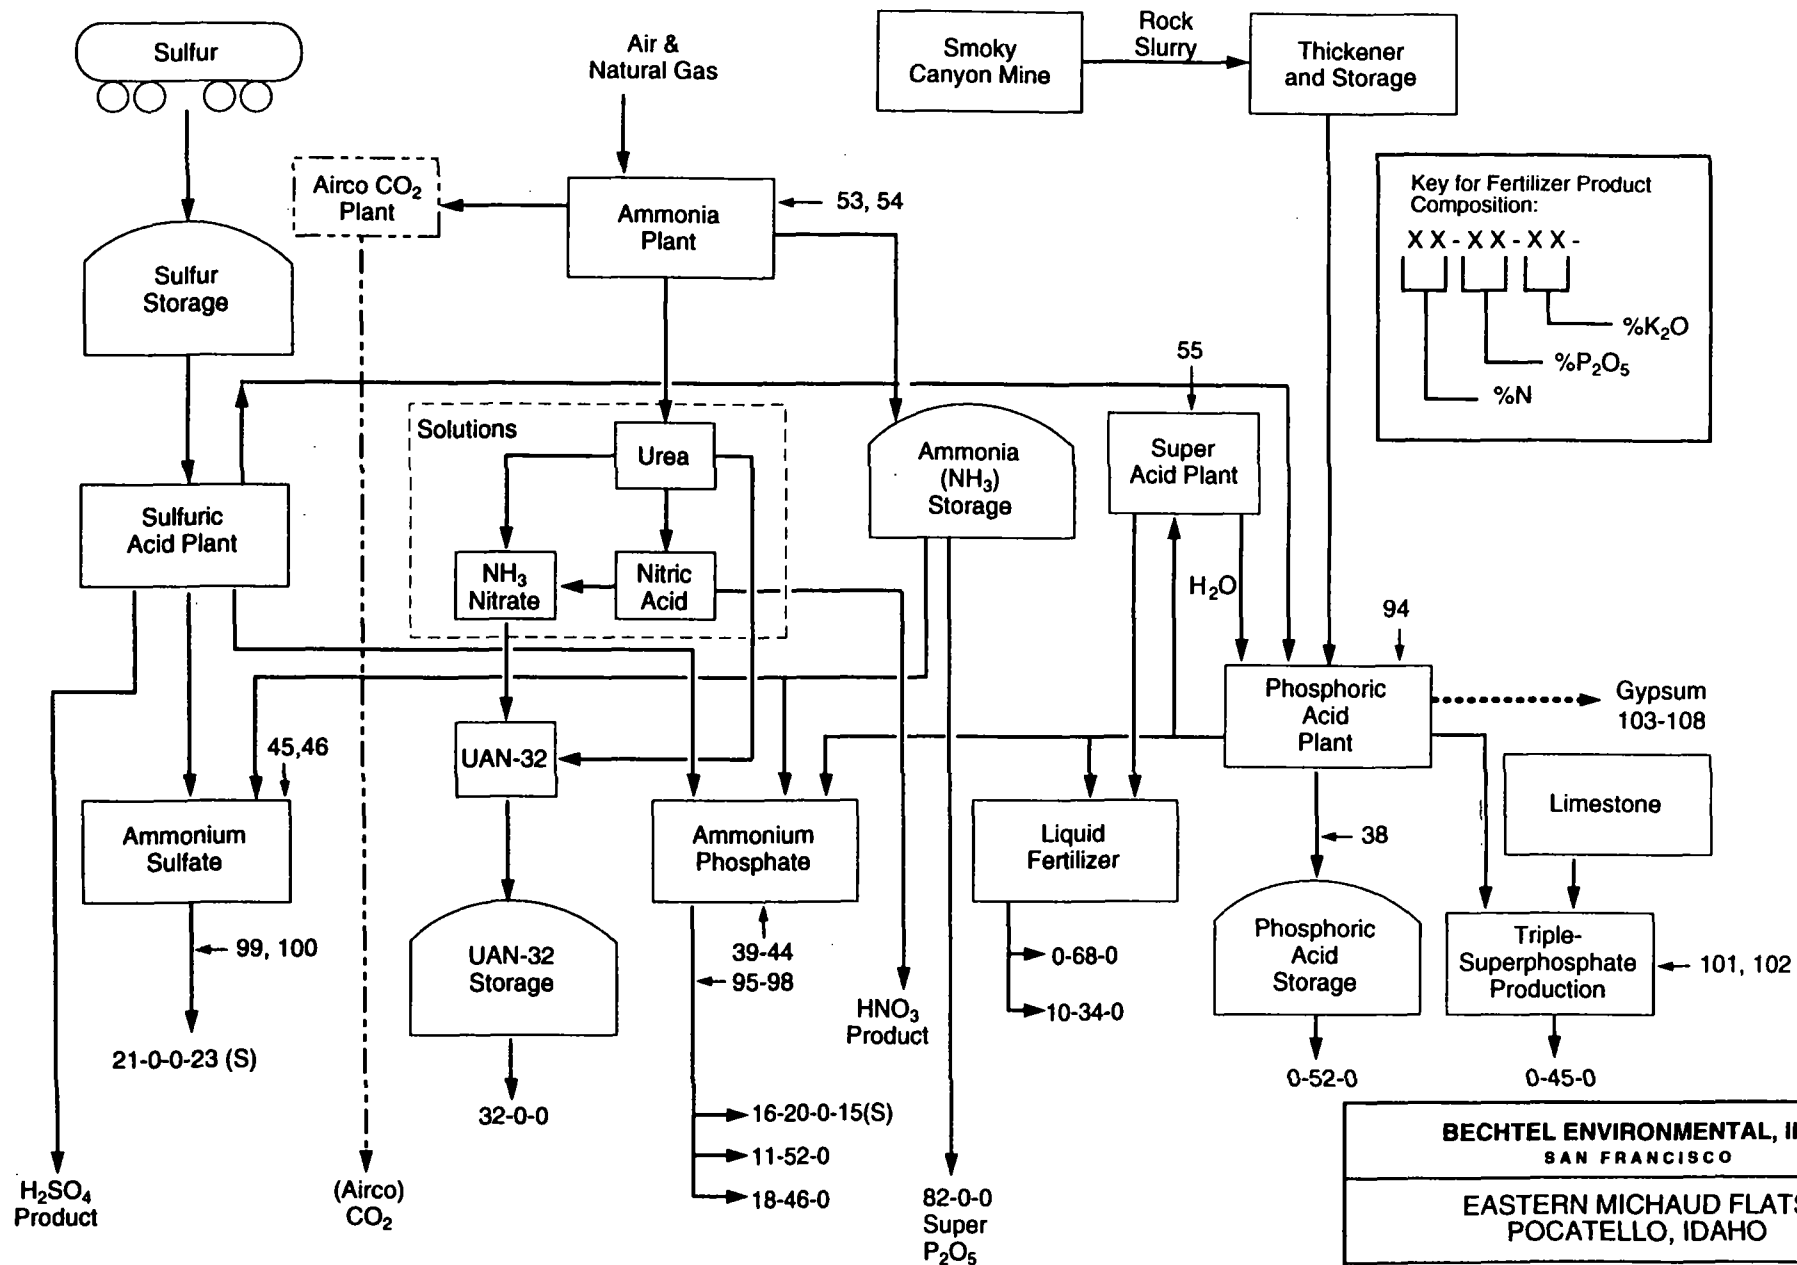 Sulfur
Air &
Natural Gas
Smoky
Canyon Mine
Rock
Slurry
Thickener
and Storage
Airco CO₂
Plant
Ammonia
Plant
53, 54
Key for Fertilizer Product
Composition:
XX-XX-XX-
%K₂O
%P₂O₅
%N
Sulfur
Storage
55
Solutions
Urea
Ammonia
(NH₃)
Storage
Super
Acid Plant
Sulfuric
Acid Plant
NH₃
Nitrate
Nitric
Acid
H₂O
94
Phosphoric
Acid
Plant
Gypsum
103-108
45,46
UAN-32
Limestone
Ammonium
Sulfate
Ammonium
Phosphate
Liquid
Fertilizer
38
99, 100
UAN-32
Storage
39-44
95-98
0-68-0
10-34-0
Phosphoric
Acid
Storage
Triple-
Superphosphate
Production
101, 102
HNO₃
Product
21-0-0-23 (S)
32-0-0
0-52-0
0-45-0
16-20-0-15(S)
11-52-0
18-46-0
H₂SO₄
Product
(Airco)
CO₂
82-0-0
Super
P₂O₅
BECHTEL ENVIRONMENTAL,
SAN FRANCISCO
EASTERN MICHAUD FLATS
POCATELLO, IDAHO